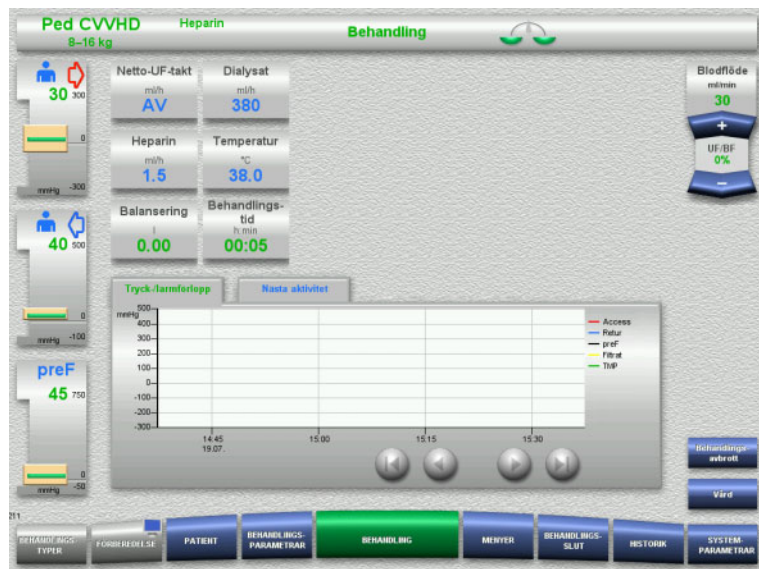 Ped CVVHD Heparin Behandling
8–16 kg
30 300
0
mmHg -300
40 500
0
mmHg -100
preF
45 750
0
mmHg -50
Netto-UF-takt
ml/h
AV
Dialysat
ml/h
380
Heparin
ml/h
1.5
Temperatur
°C
38.0
Balansering
l
0.00
Behandlings-
tid
h:min
00:05
Blodflöde
ml/min
30
+
UF/BF
0%
−
Tryck-/larmförlopp Nästa aktivitet
mmHg
500
400
300
200
100
0
-100
-200
-300
14:45 15:00 15:15 15:30
19.07.
Access
Retur
preF
Filtrat
TMP
Behandlings-
avbrott
Vård
211
BEHANDLINGS-
TYPER
FÖRBEREDELSE
PATIENT
BEHANDLINGS-
PARAMETRAR
BEHANDLING
MENYER
BEHANDLINGS-
SLUT
HISTORIK
SYSTEM-
PARAMETRAR